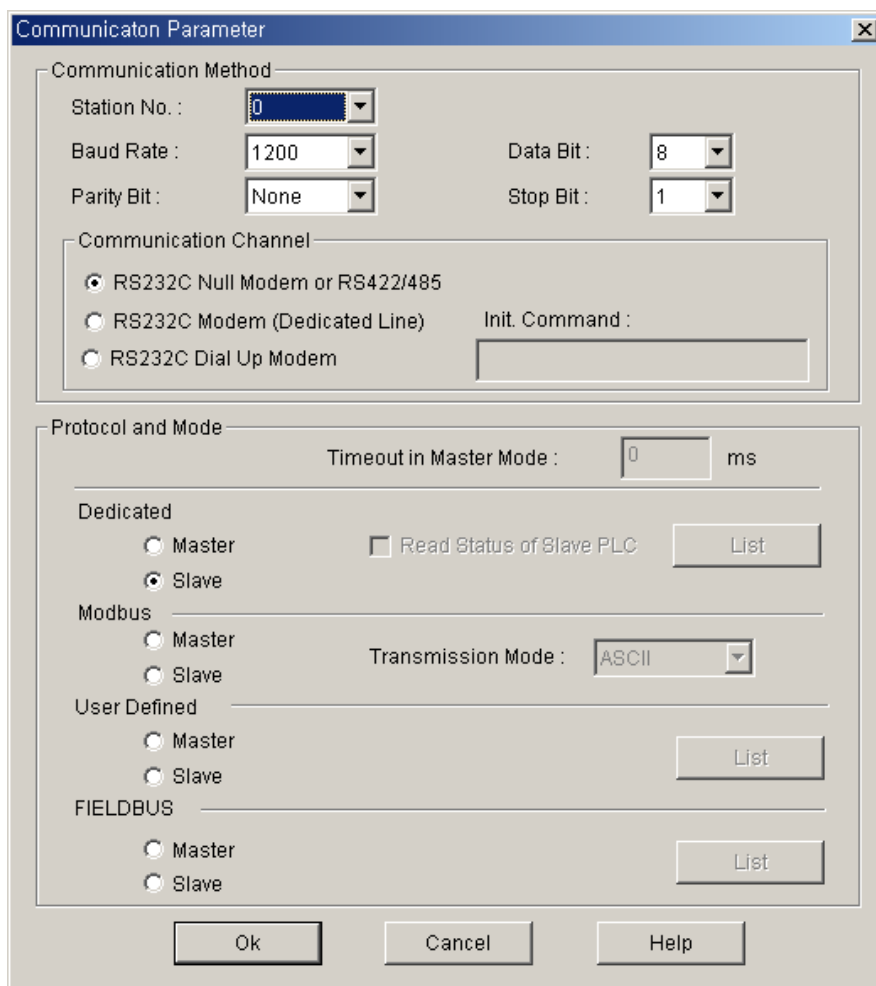 Communicaton Parameter
Communication Method
Station No. : 0
Baud Rate : 1200 Data Bit : 8
Parity Bit : None Stop Bit : 1
Communication Channel
RS232C Null Modem or RS422/485
RS232C Modem (Dedicated Line) Init. Command :
RS232C Dial Up Modem
Protocol and Mode
Timeout in Master Mode : 0 ms
Dedicated
Master Read Status of Slave PLC List
Slave
Modbus
Master
Transmission Mode : ASCII
Slave
User Defined
Master
List
Slave
FIELDBUS
Master
List
Slave
Ok Cancel Help